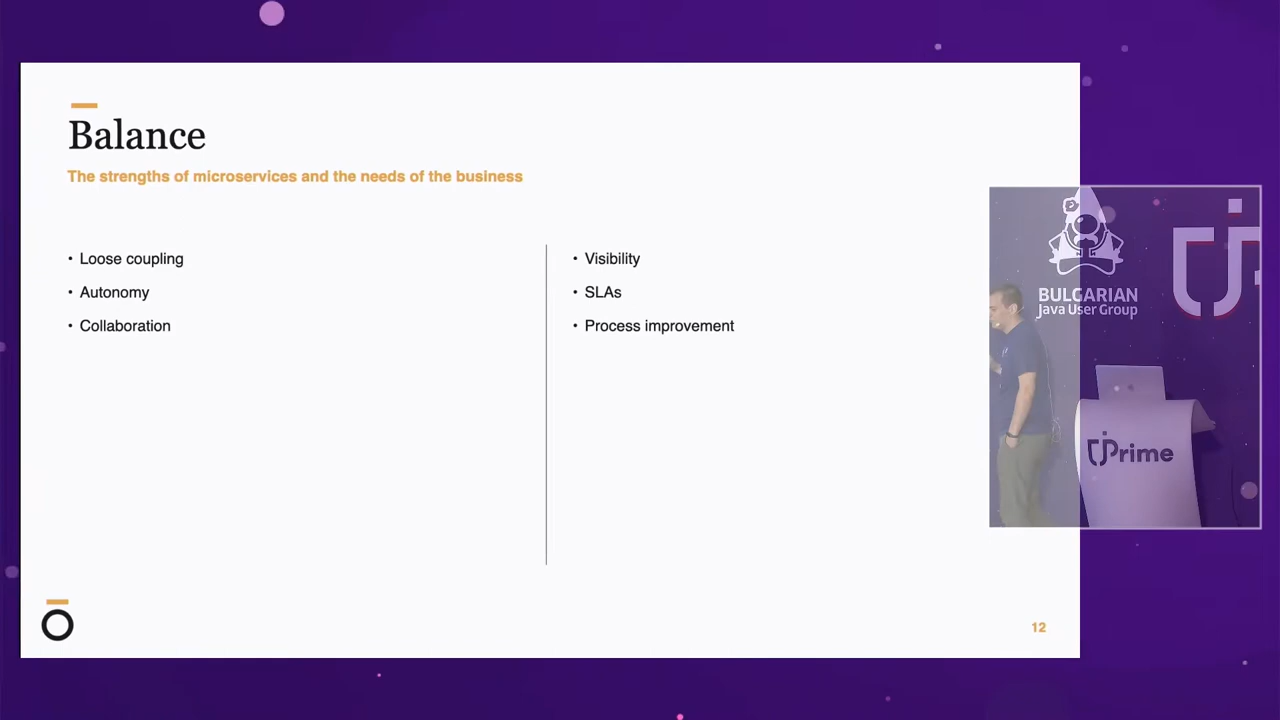 Balance
The strengths of microservices and the needs of the business
• Loose coupling
• Autonomy
• Collaboration
• Visibility
• SLAs
• Process improvement
12
BULGARIAN
Java User Group
jPrime